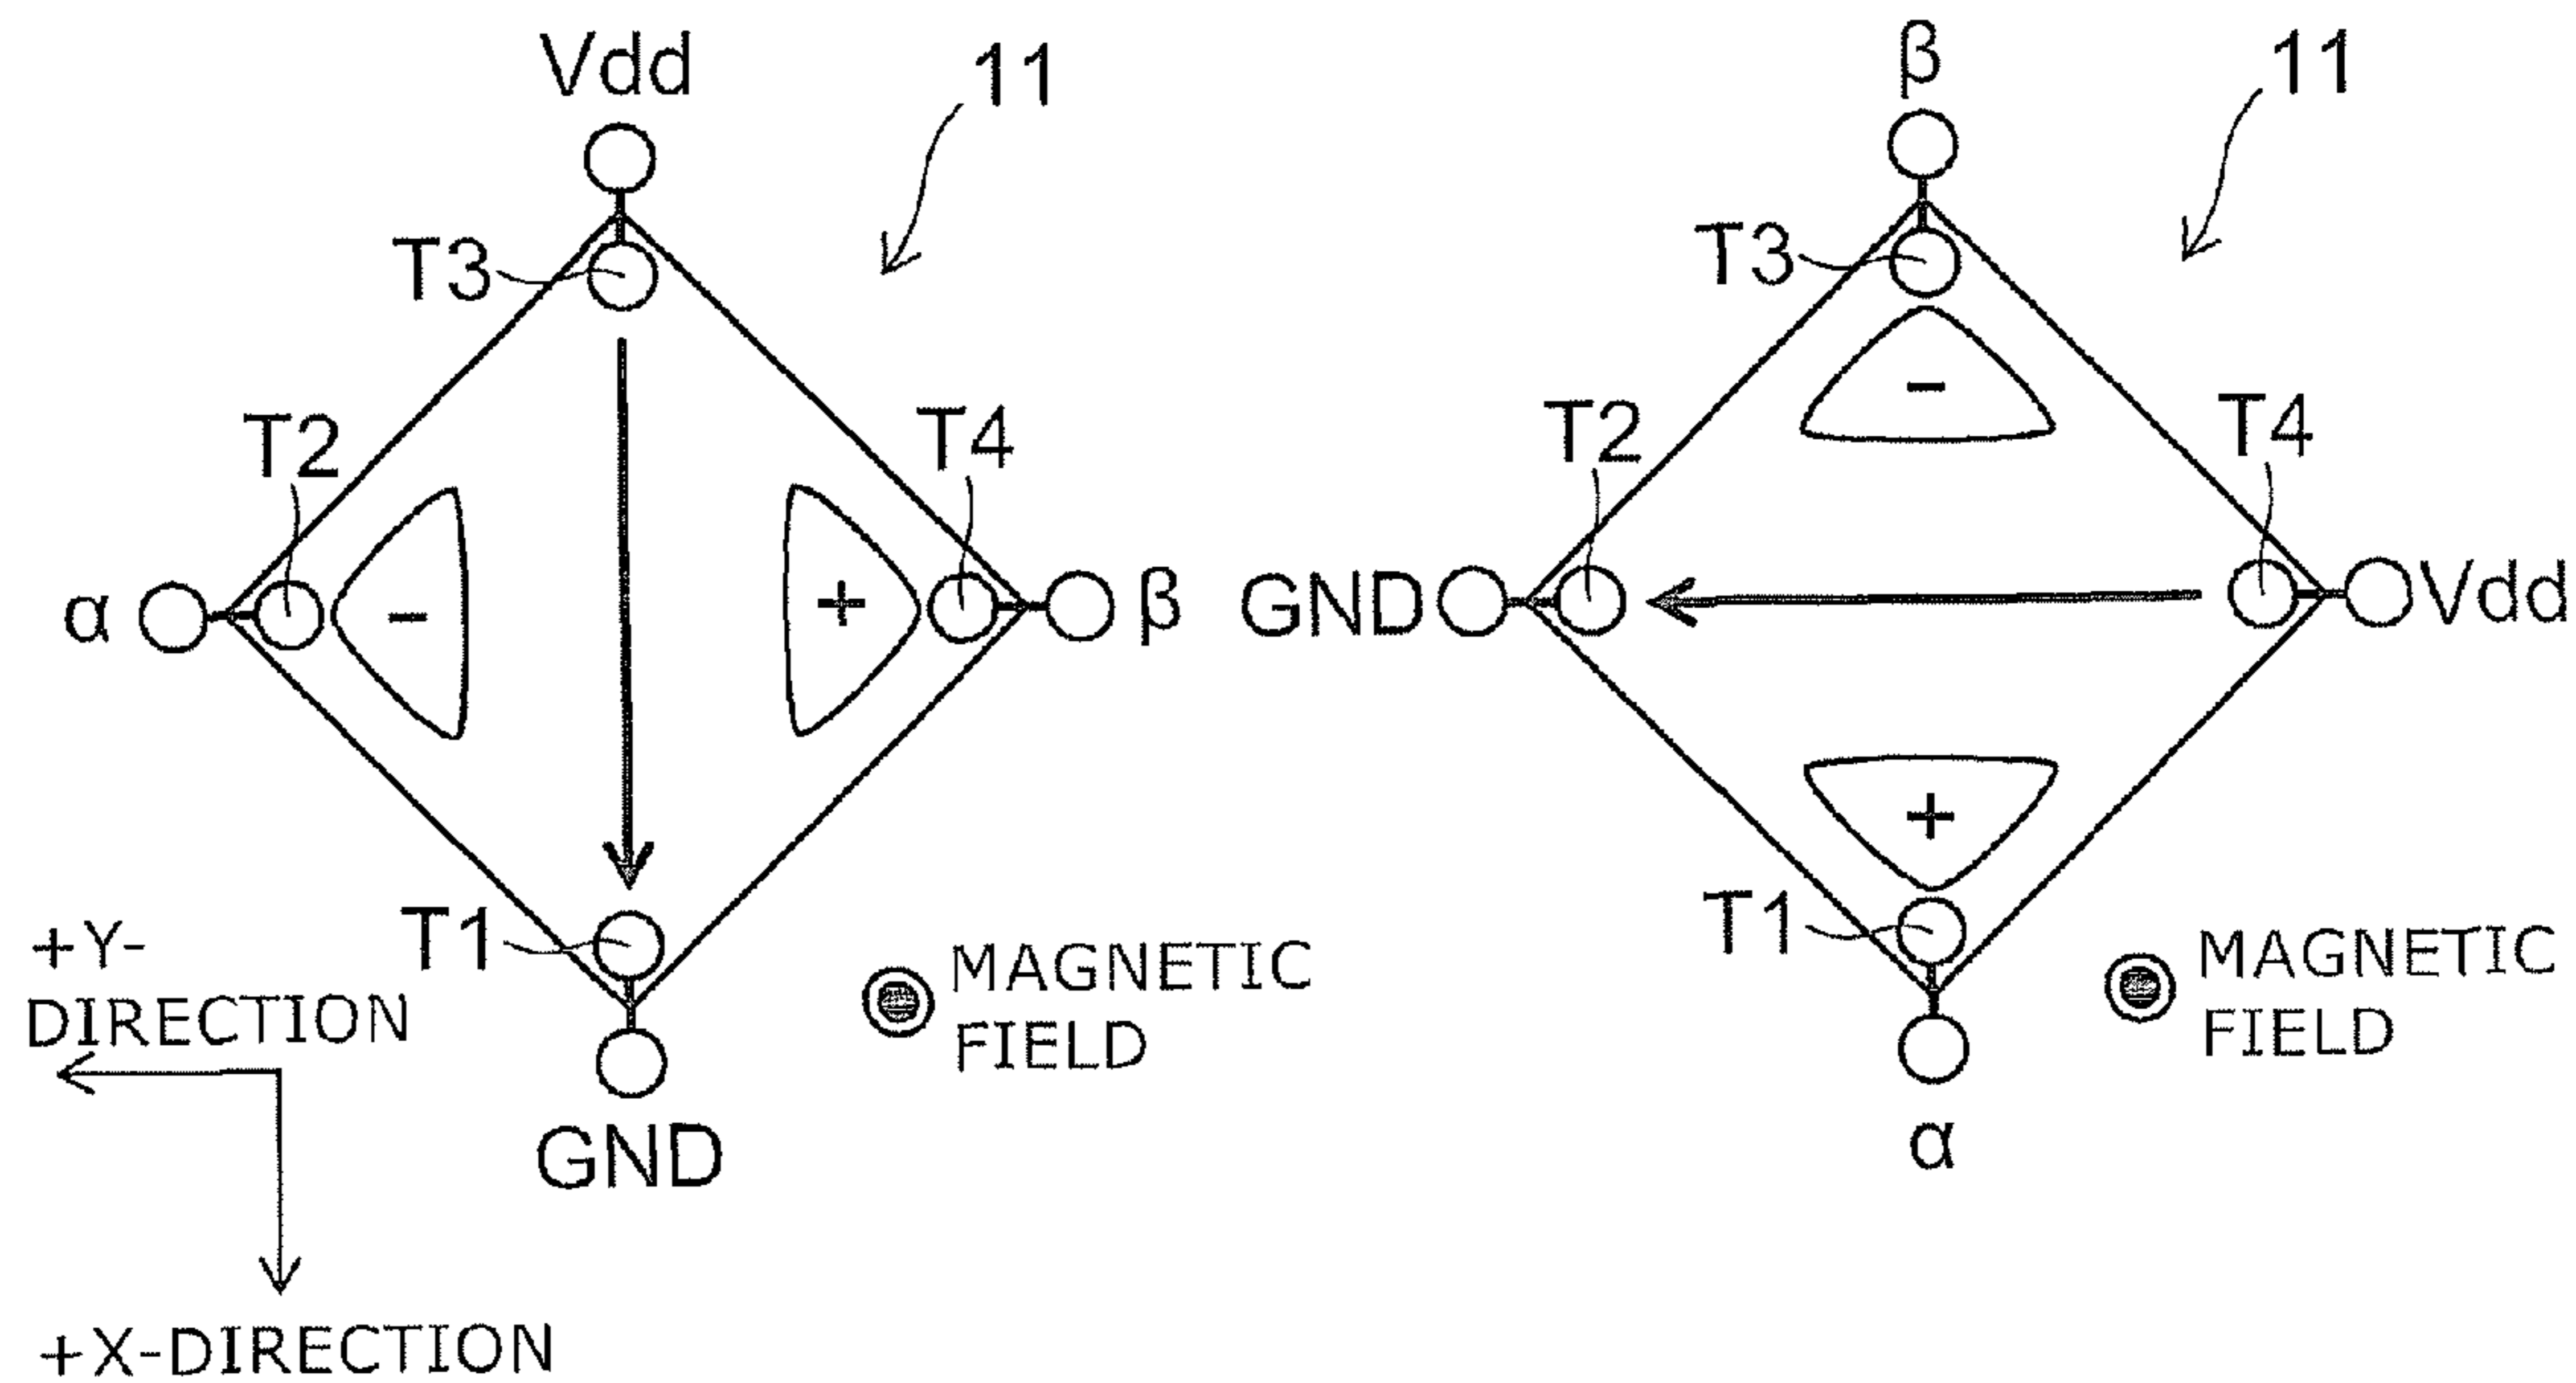 Vdd
11
T3
T2
T4
-
+
α
β
T1
+Y-
DIRECTION
MAGNETIC
FIELD
GND
+X-DIRECTION
β
11
T3
-
T2
T4
GND
Vdd
+
T1
MAGNETIC
FIELD
α